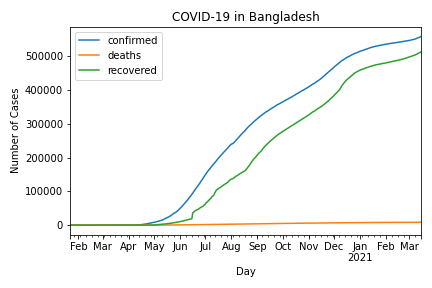 COVID-19 in Bangladesh
confirmed
deaths
recovered
Number of Cases
500000
400000
300000
200000
100000
0
Feb Mar Apr May Jun Jul Aug Sep Oct Nov Dec Jan Feb Mar
2021
Day